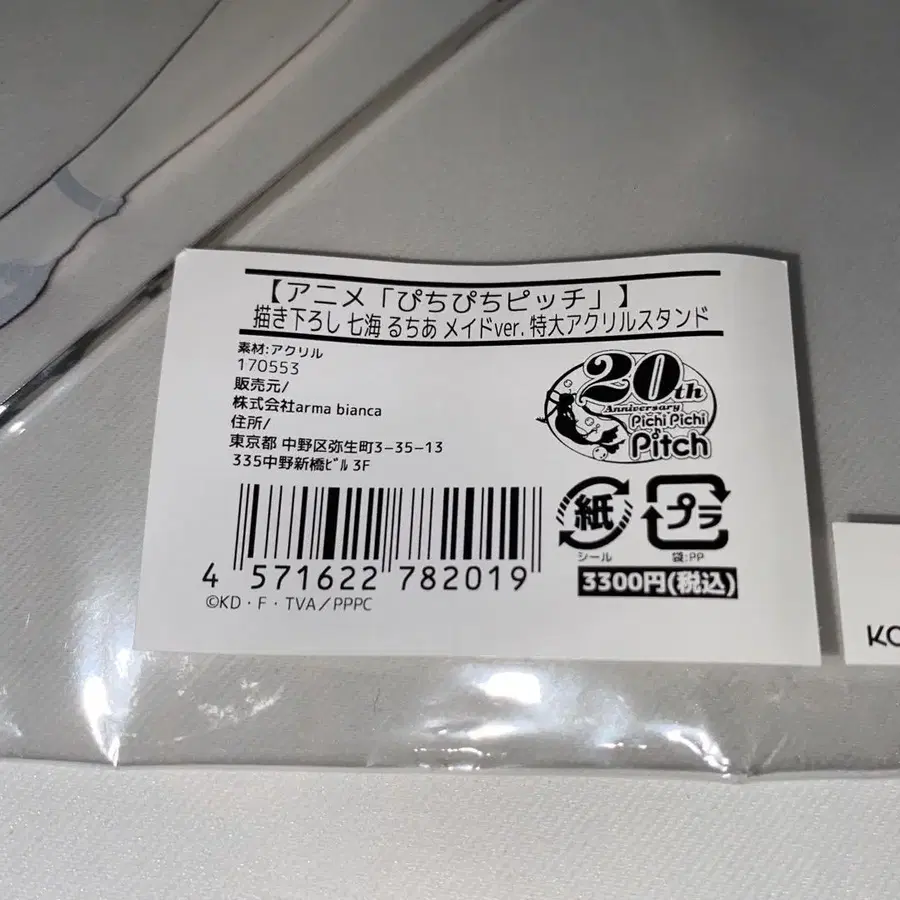 【アニメ「ぴちぴちピッチ」】
描き下ろし 七海 るちあ メイドver. 特大アクリルスタンド
素材:アクリル
170553
販売元/
株式会社arma bianca
住所/
東京都 中野区弥生町3-35-13
335中野新橋ﾋﾞﾙ 3F
20th
Anniversary
Pichi Pichi
Pitch
紙
シール
プラ
袋:PP
3300円(税込)
4 571622 782019
©KD・F・TVA/PPPC
KO